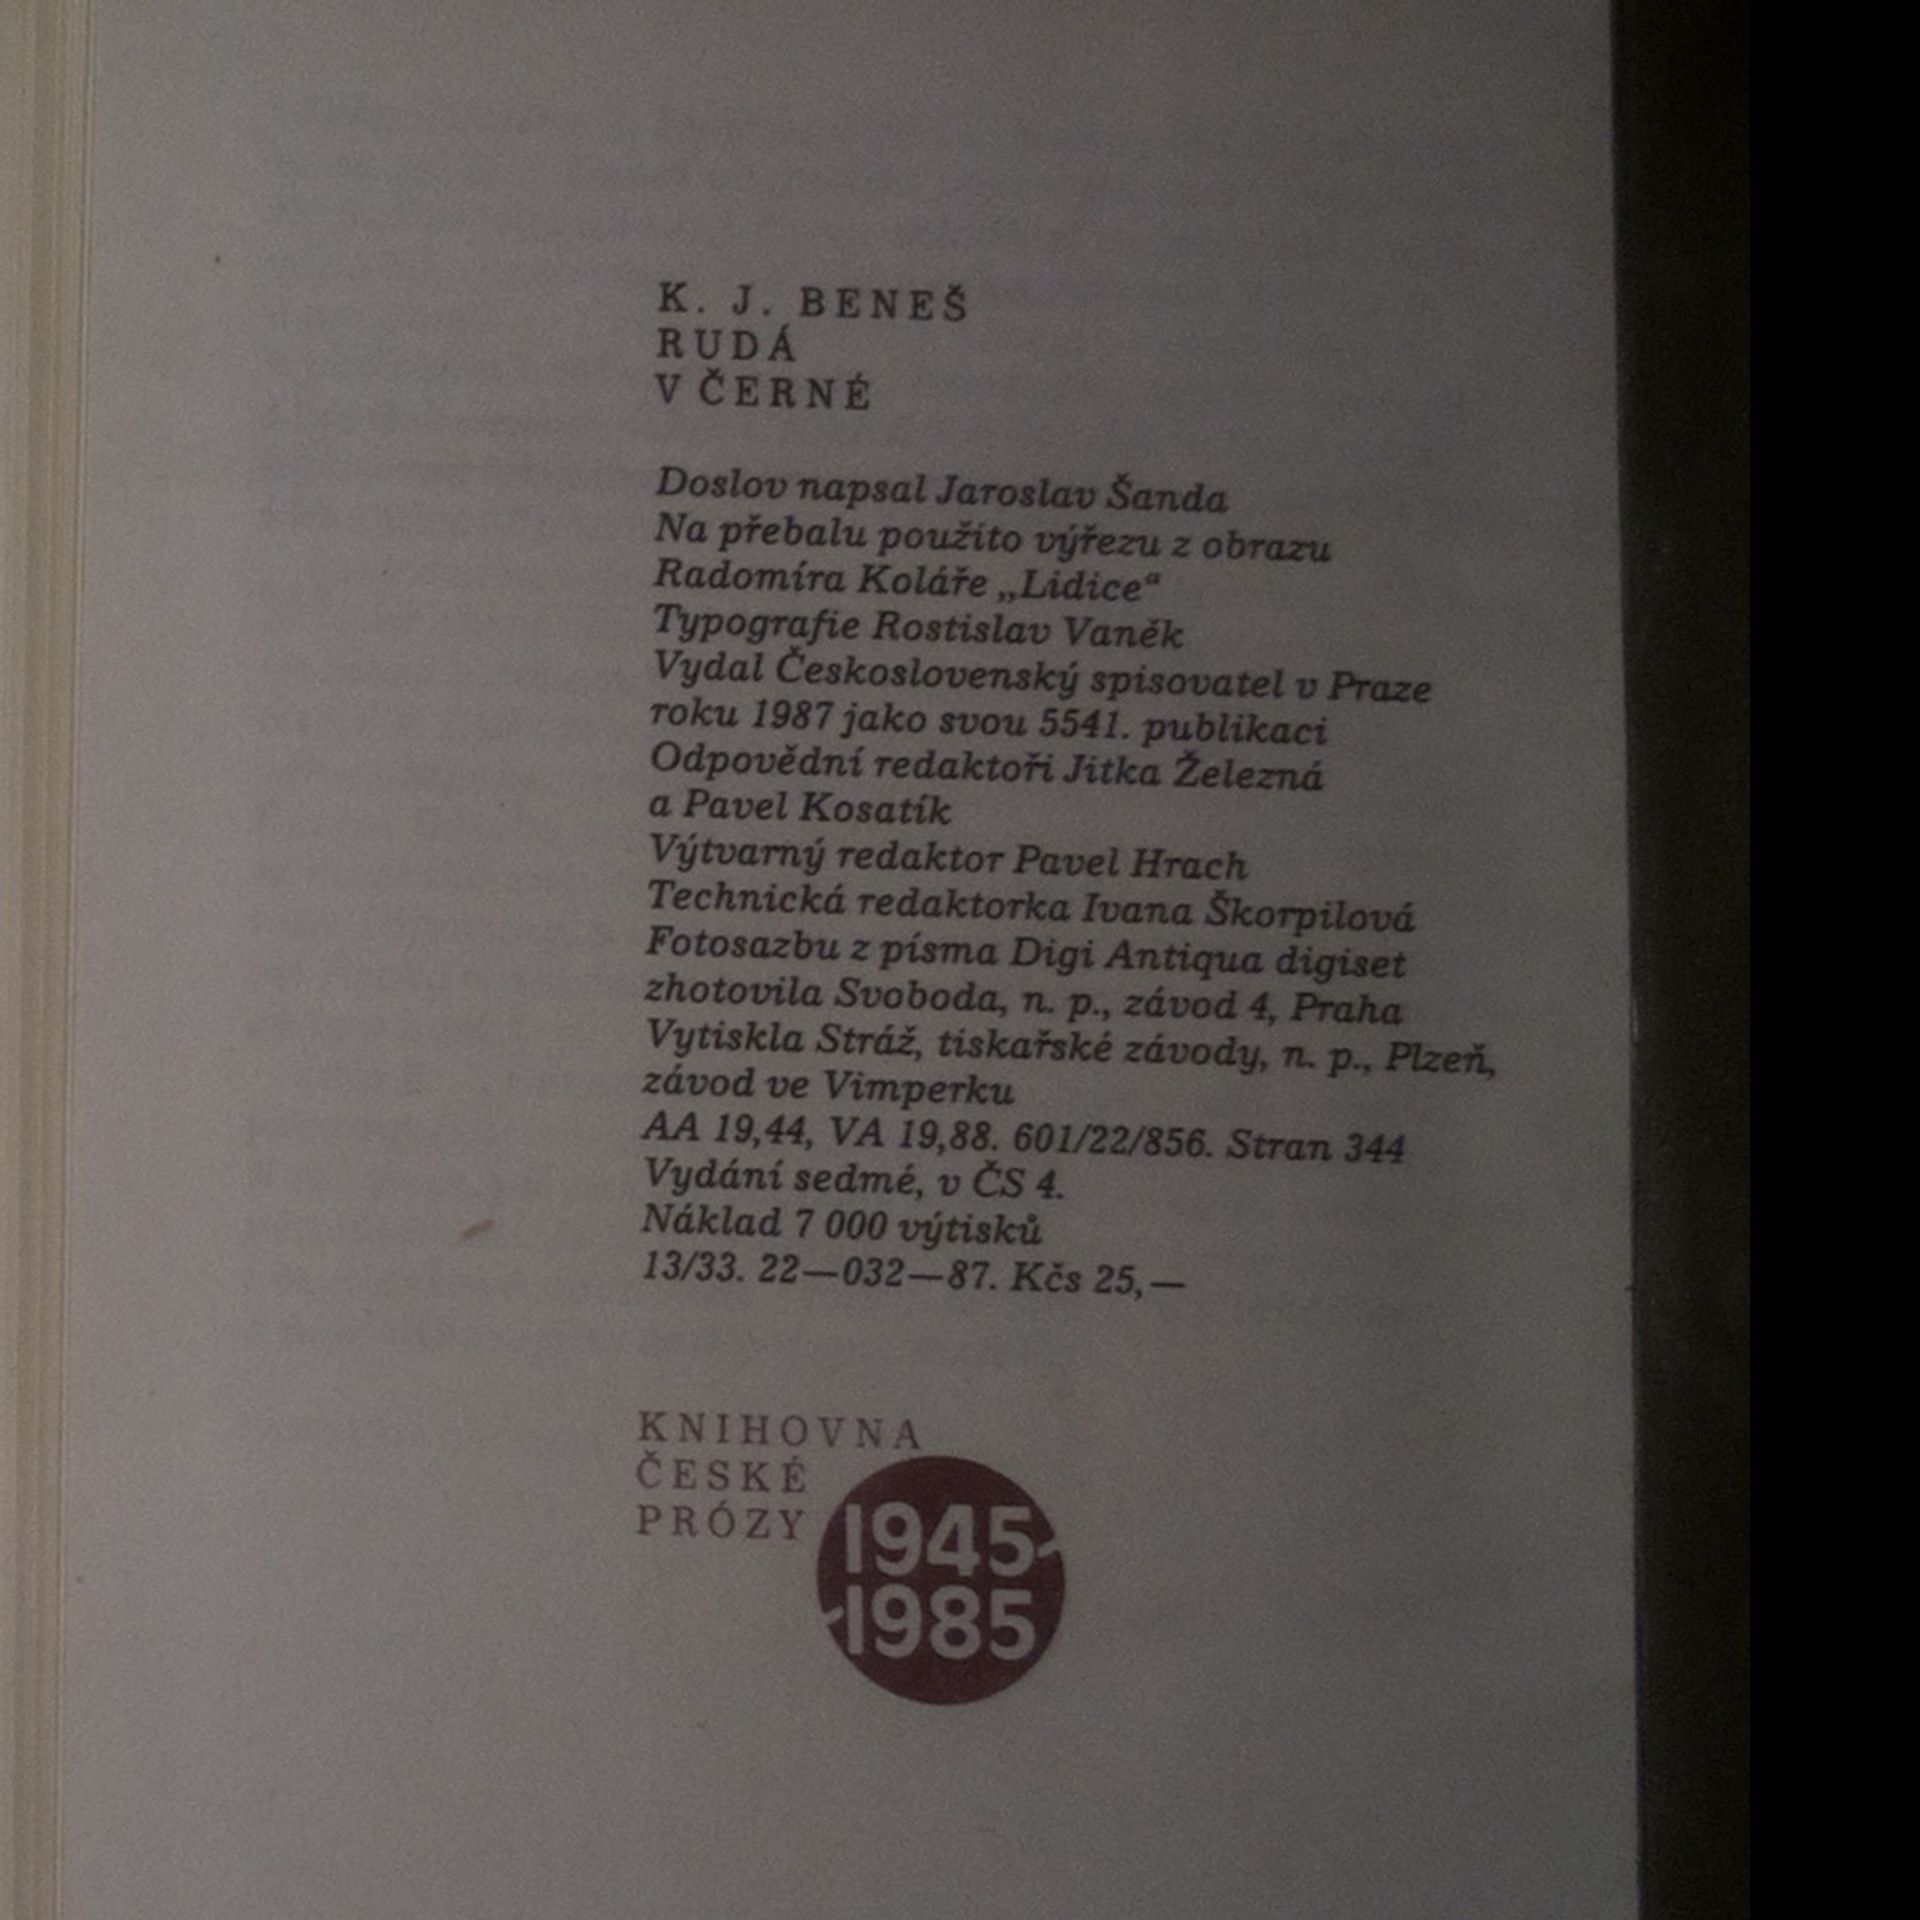 K. J. BENEŠ
RUDÁ
V ČERNÉ
Doslov napsal Jaroslav Šanda
Na přebalu použito výřezu z obrazu
Radomíra Koláře „Lidice“
Typografie Rostislav Vaněk
Vydal Československý spisovatel v Praze
roku 1987 jako svou 5541. publikaci
Odpovědní redaktoři Jitka Železná
a Pavel Kosatík
Výtvarný redaktor Pavel Hrach
Technická redaktorka Ivana Škorpilová
Fotosazbu z písma Digi Antiqua digiset
zhotovila Svoboda, n. p., závod 4, Praha
Vytiskla Stráž, tiskařské závody, n. p., Plzeň,
závod ve Vimperku
AA 19,44, VA 19,88. 601/22/856. Stran 344
Vydání sedmé, v ČS 4.
Náklad 7 000 výtisků
13/33. 22—032—87. Kčs 25,—
KNIHOVNA
ČESKÉ
PRÓZY
1945-
-1985